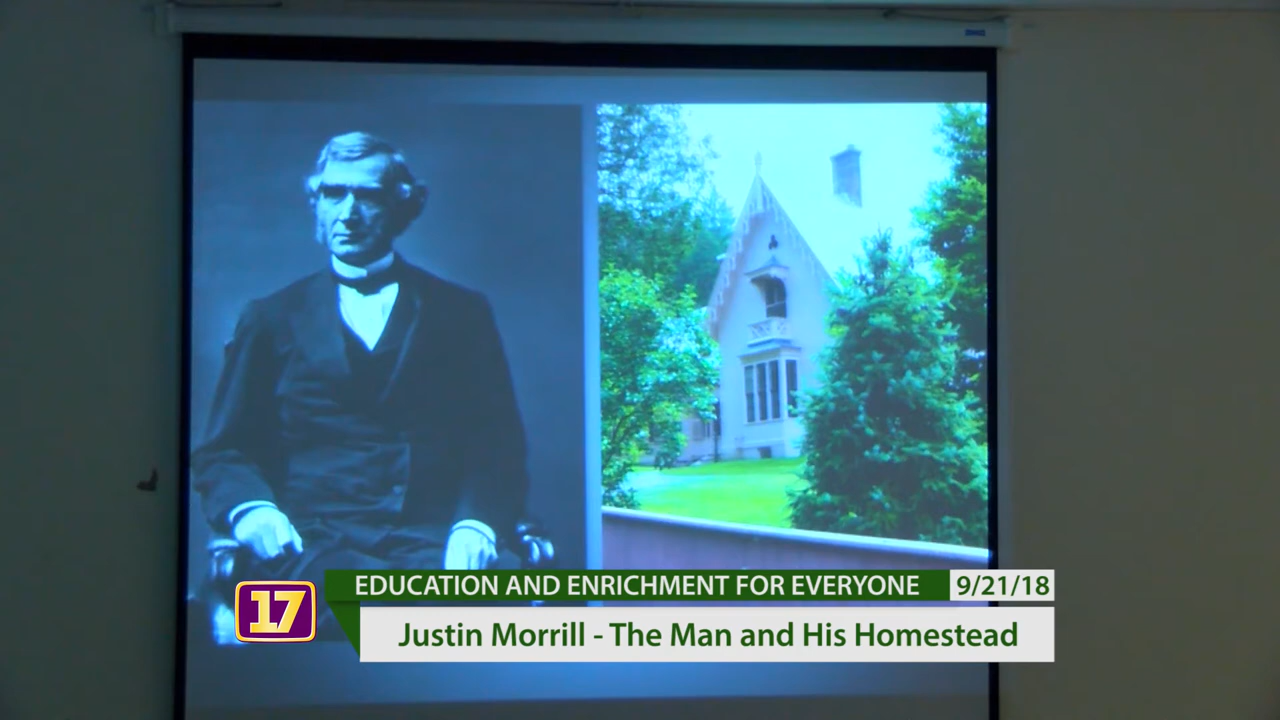 EDUCATION AND ENRICHMENT FOR EVERYONE 9/21/18
17 Justin Morrill - The Man and His Homestead